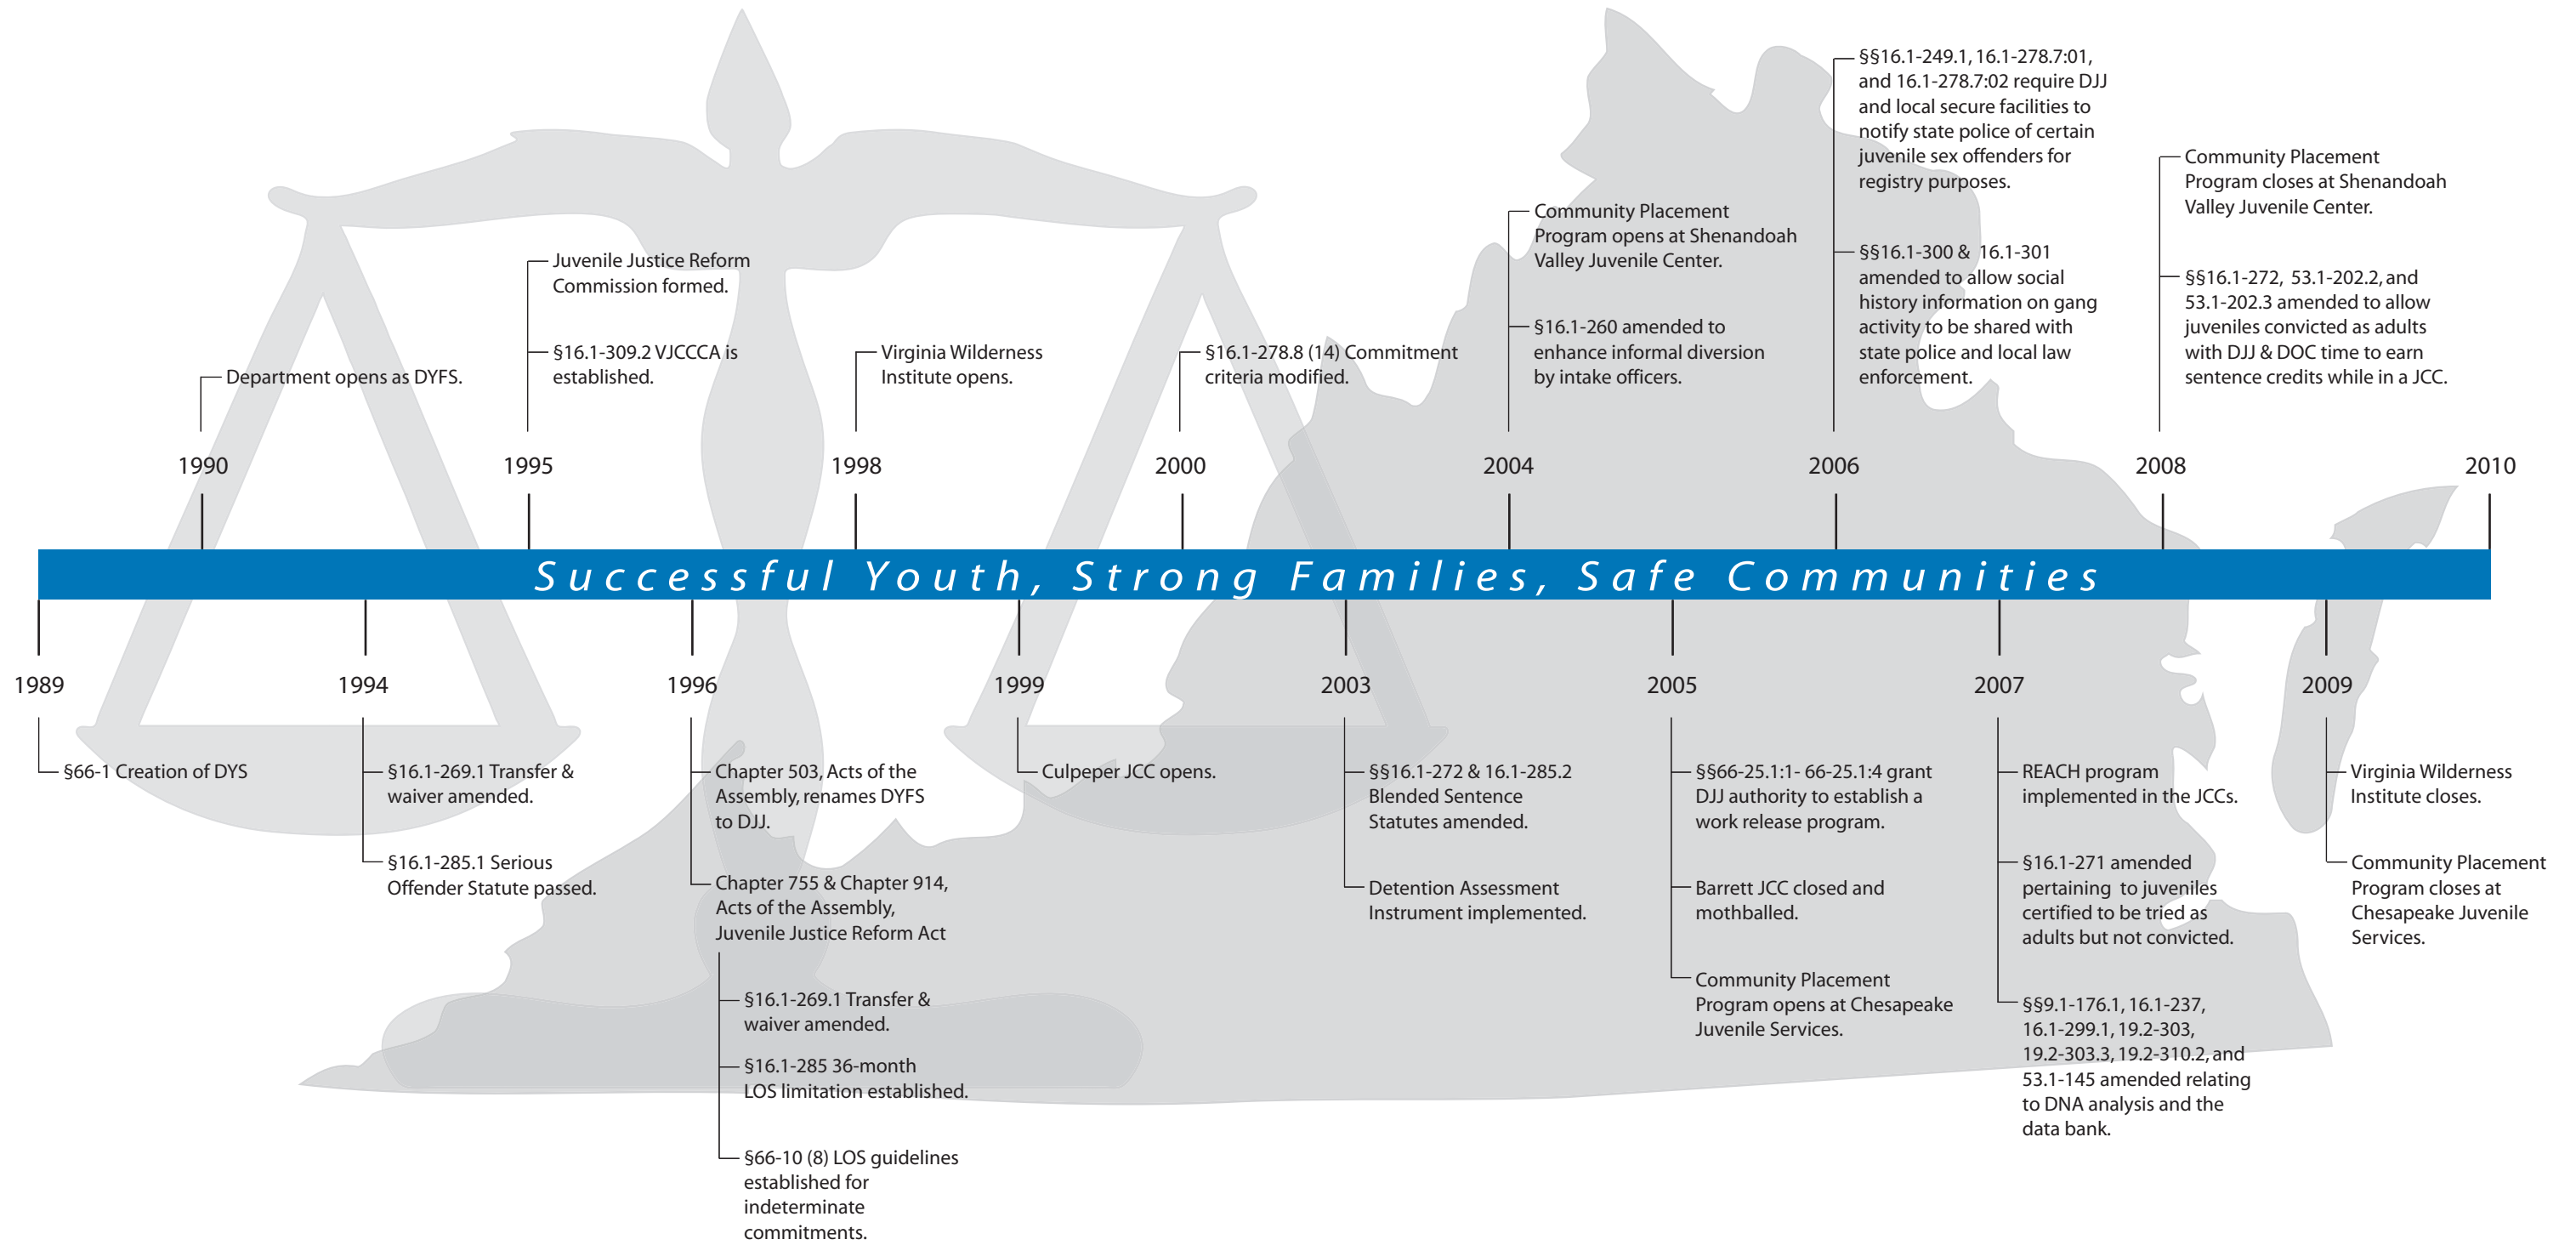 §§16.1-249.1, 16.1-278.7:01,
and 16.1-278.7:02 require DJJ
and local secure facilities to
notify state police of certain
juvenile sex offenders for
registry purposes.
Community Placement
Program closes at Shenandoah
Valley Juvenile Center.
Community Placement
Program opens at Shenandoah
Valley Juvenile Center.
Juvenile Justice Reform
Commission formed.
§§16.1-300 & 16.1-301
amended to allow social
history information on gang
activity to be shared with
state police and local law
enforcement.
§§16.1-272, 53.1-202.2, and
53.1-202.3 amended to allow
juveniles convicted as adults
with DJJ & DOC time to earn
sentence credits while in a JCC.
§16.1-260 amended to
enhance informal diversion
by intake officers.
§16.1-309.2 VJCCCA is
established.
Virginia Wilderness
Institute opens.
§16.1-278.8 (14) Commitment
criteria modified.
Department opens as DYFS.
1990
1995
1998
2000
2004
2006
2008
2010
Successful Youth, Strong Families, Safe Communities
1989
1994
1996
1999
2003
2005
2007
2009
§66-1 Creation of DYS
§16.1-269.1 Transfer &
waiver amended.
§16.1-285.1 Serious
Offender Statute passed.
Chapter 503, Acts of the
Assembly, renames DYFS
to DJJ.
Chapter 755 & Chapter 914,
Acts of the Assembly,
Juvenile Justice Reform Act
§16.1-269.1 Transfer &
waiver amended.
§16.1-285 36-month
LOS limitation established.
§66-10 (8) LOS guidelines
established for
indeterminate
commitments.
Culpeper JCC opens.
§§16.1-272 & 16.1-285.2
Blended Sentence
Statutes amended.
Detention Assessment
Instrument implemented.
§§66-25.1:1- 66-25.1:4 grant
DJJ authority to establish a
work release program.
Barrett JCC closed and
mothballed.
Community Placement
Program opens at Chesapeake
Juvenile Services.
REACH program
implemented in the JCCs.
§16.1-271 amended
pertaining to juveniles
certified to be tried as
adults but not convicted.
§§9.1-176.1, 16.1-237,
16.1-299.1, 19.2-303,
19.2-303.3, 19.2-310.2, and
53.1-145 amended relating
to DNA analysis and the
data bank.
Virginia Wilderness
Institute closes.
Community Placement
Program closes at
Chesapeake Juvenile
Services.